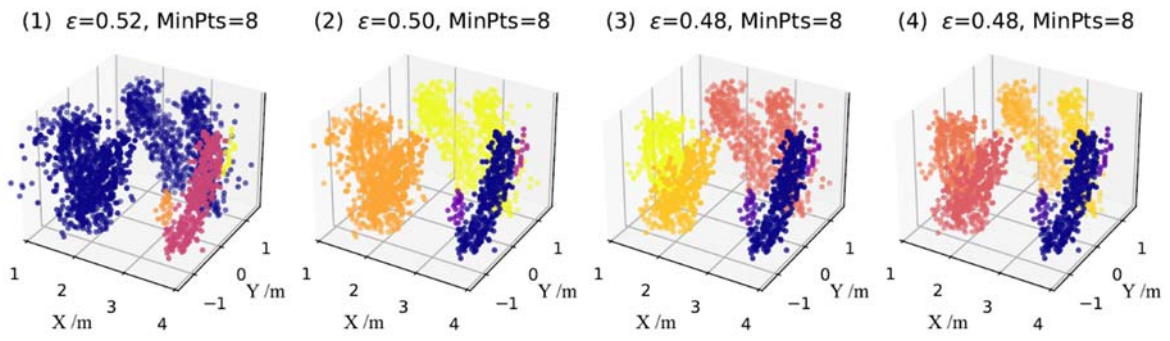 (1) ε=0.52, MinPts=8
(2) ε=0.50, MinPts=8
(3) ε=0.48, MinPts=8
(4) ε=0.48, MinPts=8
1
2
3
4
X /m
−1
0
1
Y /m
1
2
3
4
X /m
−1
0
1
Y /m
1
2
3
4
X /m
−1
0
1
Y /m
1
2
3
4
X /m
−1
0
1
Y /m